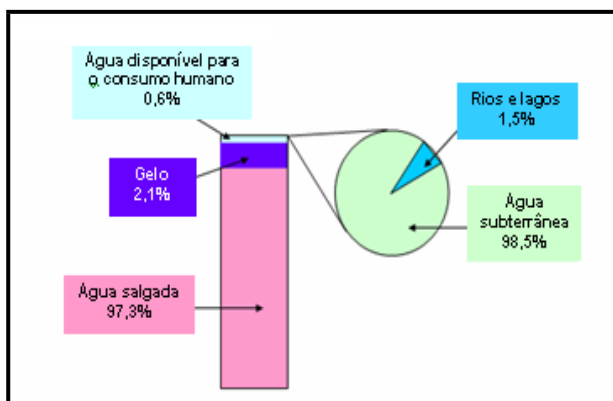 Água disponível para
o consumo humano
0,6%
Rios e lagos
1,5%
Gelo
2,1%
Água
subterrânea
98,5%
Água salgada
97,3%